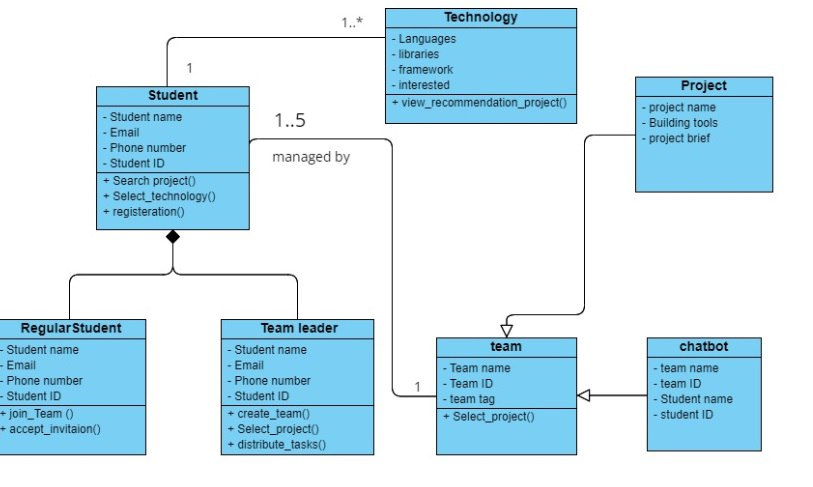 Technology
- Languages
- libraries
- framework
- interested
+ view_recommendation_project()
1..*
1
Student
- Student name
- Email
- Phone number
- Student ID
+ Search project()
+ Select_technology()
+ registeration()
1..5
managed by
Project
- project name
- Building tools
- project brief
RegularStudent
- Student name
- Email
- Phone number
- Student ID
+ join_Team ()
+ accept_invitaion()
Team leader
- Student name
- Email
- Phone number
- Student ID
+ create_team()
+ Select_project()
+ distribute_tasks()
1
team
- Team name
- Team ID
- team tag
+ Select_project()
chatbot
- team name
- team ID
- Student name
- student ID